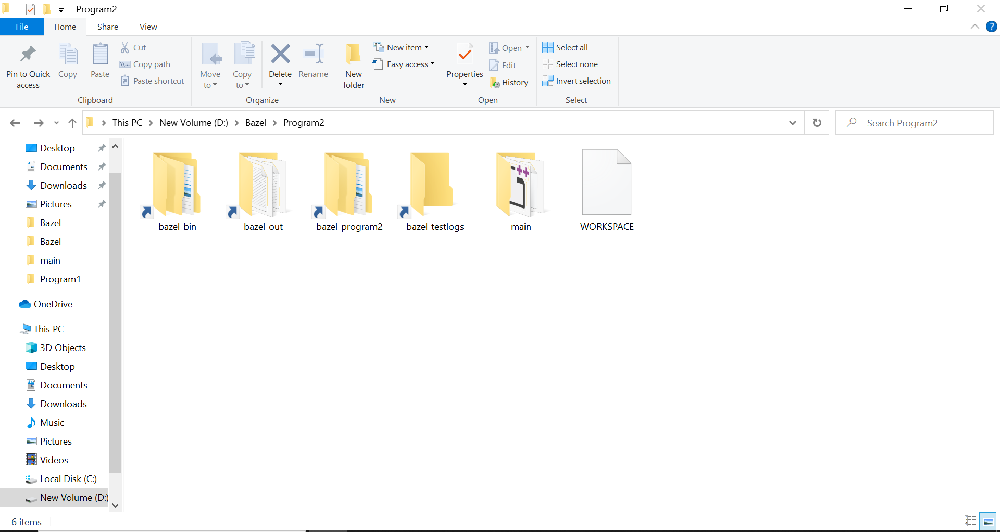 Program2
File Home Share View
Pin to Quick access
Copy
Paste
Cut
Copy path
Paste shortcut
Clipboard
Move to
Copy to
Delete
Rename
Organize
New folder
New item
Easy access
New
Properties
Open
Edit
History
Open
Select all
Select none
Invert selection
Select
This PC New Volume (D:) Bazel Program2
Search Program2
Desktop
Documents
Downloads
Pictures
Bazel
Bazel
main
Program1
OneDrive
This PC
3D Objects
Desktop
Documents
Downloads
Music
Pictures
Videos
Local Disk (C:)
New Volume (D:)
bazel-bin
bazel-out
bazel-program2
bazel-testlogs
main
WORKSPACE
6 items